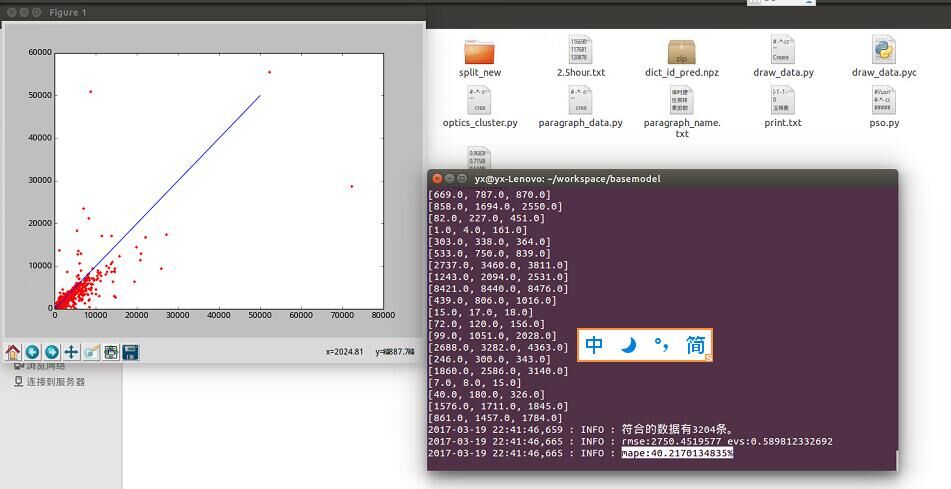 Figure 1
60000
50000
40000
30000
20000
10000
0
0 10000 20000 30000 40000 50000 60000 70000 80000
x=2024.81
浏览网络
连接到服务器
split_new
2.5hour.txt
dict_id_pred.npz
draw_data.py
draw_data.pyc
optics_cluster.py
paragraph_data.py
paragraph_name.
txt
print.txt
pso.py
yx@yx-Lenovo: ~/workspace/basemodel
[669.0, 787.0, 870.0]
[858.0, 1694.0, 2550.0]
[82.0, 227.0, 451.0]
[1.0, 4.0, 161.0]
[303.0, 338.0, 364.0]
[533.0, 750.0, 839.0]
[2737.0, 3460.0, 3811.0]
[1243.0, 2094.0, 2531.0]
[8421.0, 8440.0, 8476.0]
[439.0, 806.0, 1016.0]
[15.0, 17.0, 18.0]
[72.0, 120.0, 156.0]
[99.0, 1051.0, 2028.0]
[2688.0, 3282.0, 4363.0]
[246.0, 300.0, 343.0]
[1860.0, 2586.0, 3140.0]
[7.0, 8.0, 15.0]
[40.0, 180.0, 326.0]
[1576.0, 1711.0, 1845.0]
[861.0, 1457.0, 1784.0]
2017-03-19 22:41:46,659 : INFO : 符合的数据有3204条。
2017-03-19 22:41:46,665 : INFO : rmse:2750.4519577 evs:0.589812332692
2017-03-19 22:41:46,665 : INFO : mape:40.2170134835%
中 °, 简